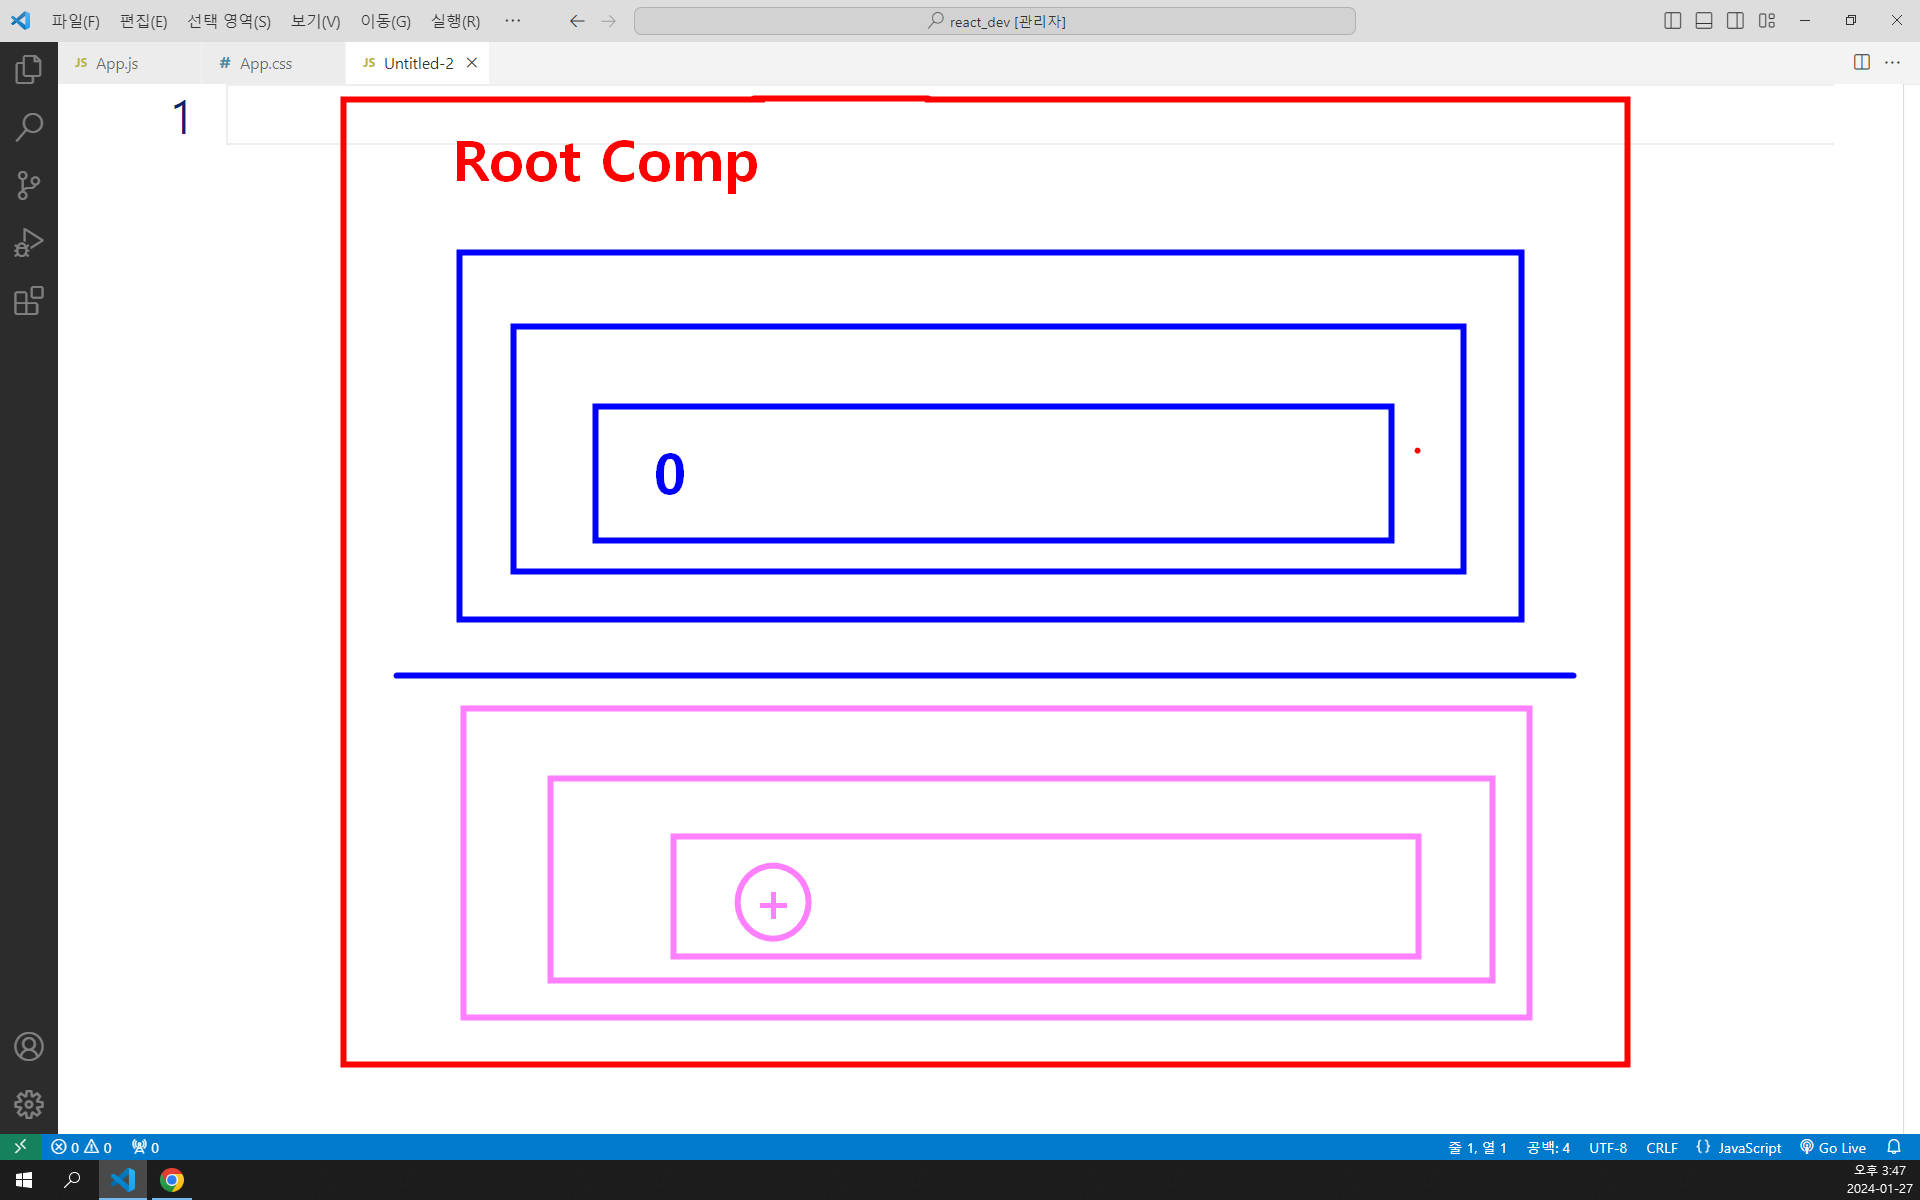 파일(F) 편집(E) 선택 영역(S) 보기(V) 이동(G) 실행(R) ··· react_dev [관리자]
JS App.js # App.css JS Untitled-2
1
Root Comp
0
+
0 0 0 줄 1, 열 1 공백: 4 UTF-8 CRLF {} JavaScript Go Live
오후 3:47
2024-01-27